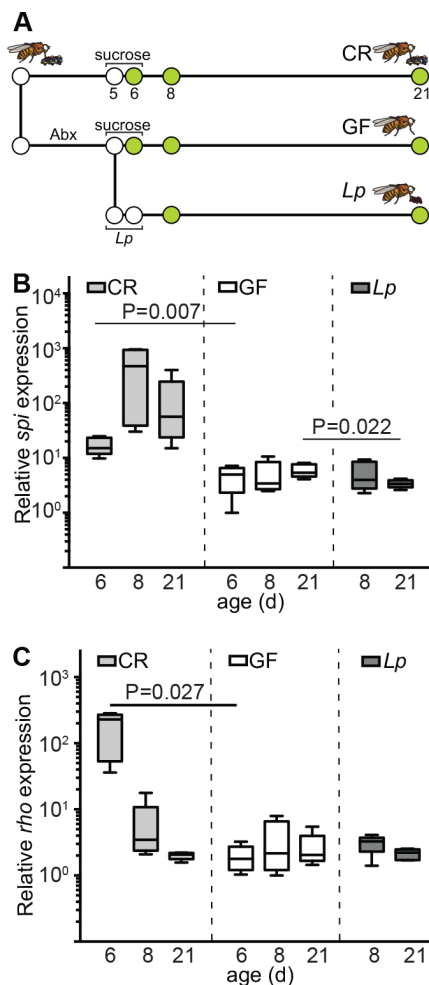 A
sucrose
CR
5 6 8 21
Abx
sucrose
GF
Lp
Lp
B
CR GF Lp
P=0.007
P=0.022
Relative spi expression
10⁴
10³
10²
10¹
10⁰
6 8 21 6 8 21 8 21
age (d)
C
CR GF Lp
P=0.027
Relative rho expression
10³
10²
10¹
10⁰
6 8 21 6 8 21 8 21
age (d)